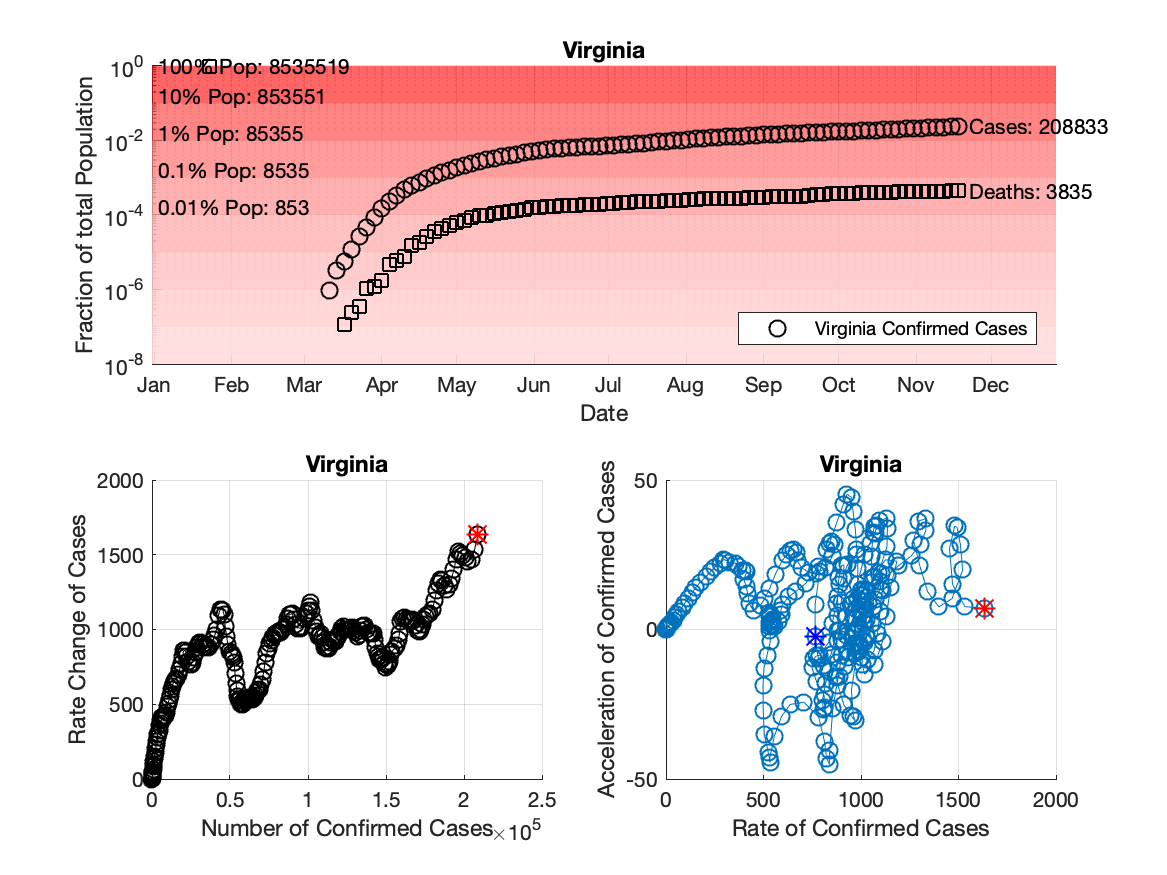 Virginia
10^0
10^-2
10^-4
10^-6
10^-8
Fraction of total Population
100% Pop: 8535519
10% Pop: 853551
1% Pop: 85355
0.1% Pop: 8535
0.01% Pop: 853
Cases: 208833
Deaths: 3835
Virginia Confirmed Cases
Jan Feb Mar Apr May Jun Jul Aug Sep Oct Nov Dec
Date
Virginia
2000
1500
1000
500
0
Rate Change of Cases
0 0.5 1 1.5 2 2.5
Number of Confirmed Cases ×10^5
Virginia
50
0
-50
Acceleration of Confirmed Cases
0 500 1000 1500 2000
Rate of Confirmed Cases